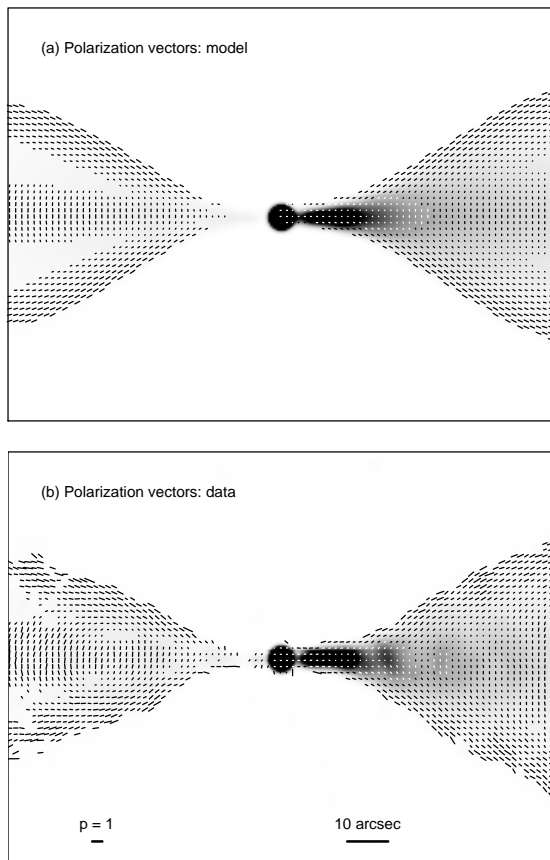 (a) Polarization vectors: model
(b) Polarization vectors: data
p = 1
10 arcsec